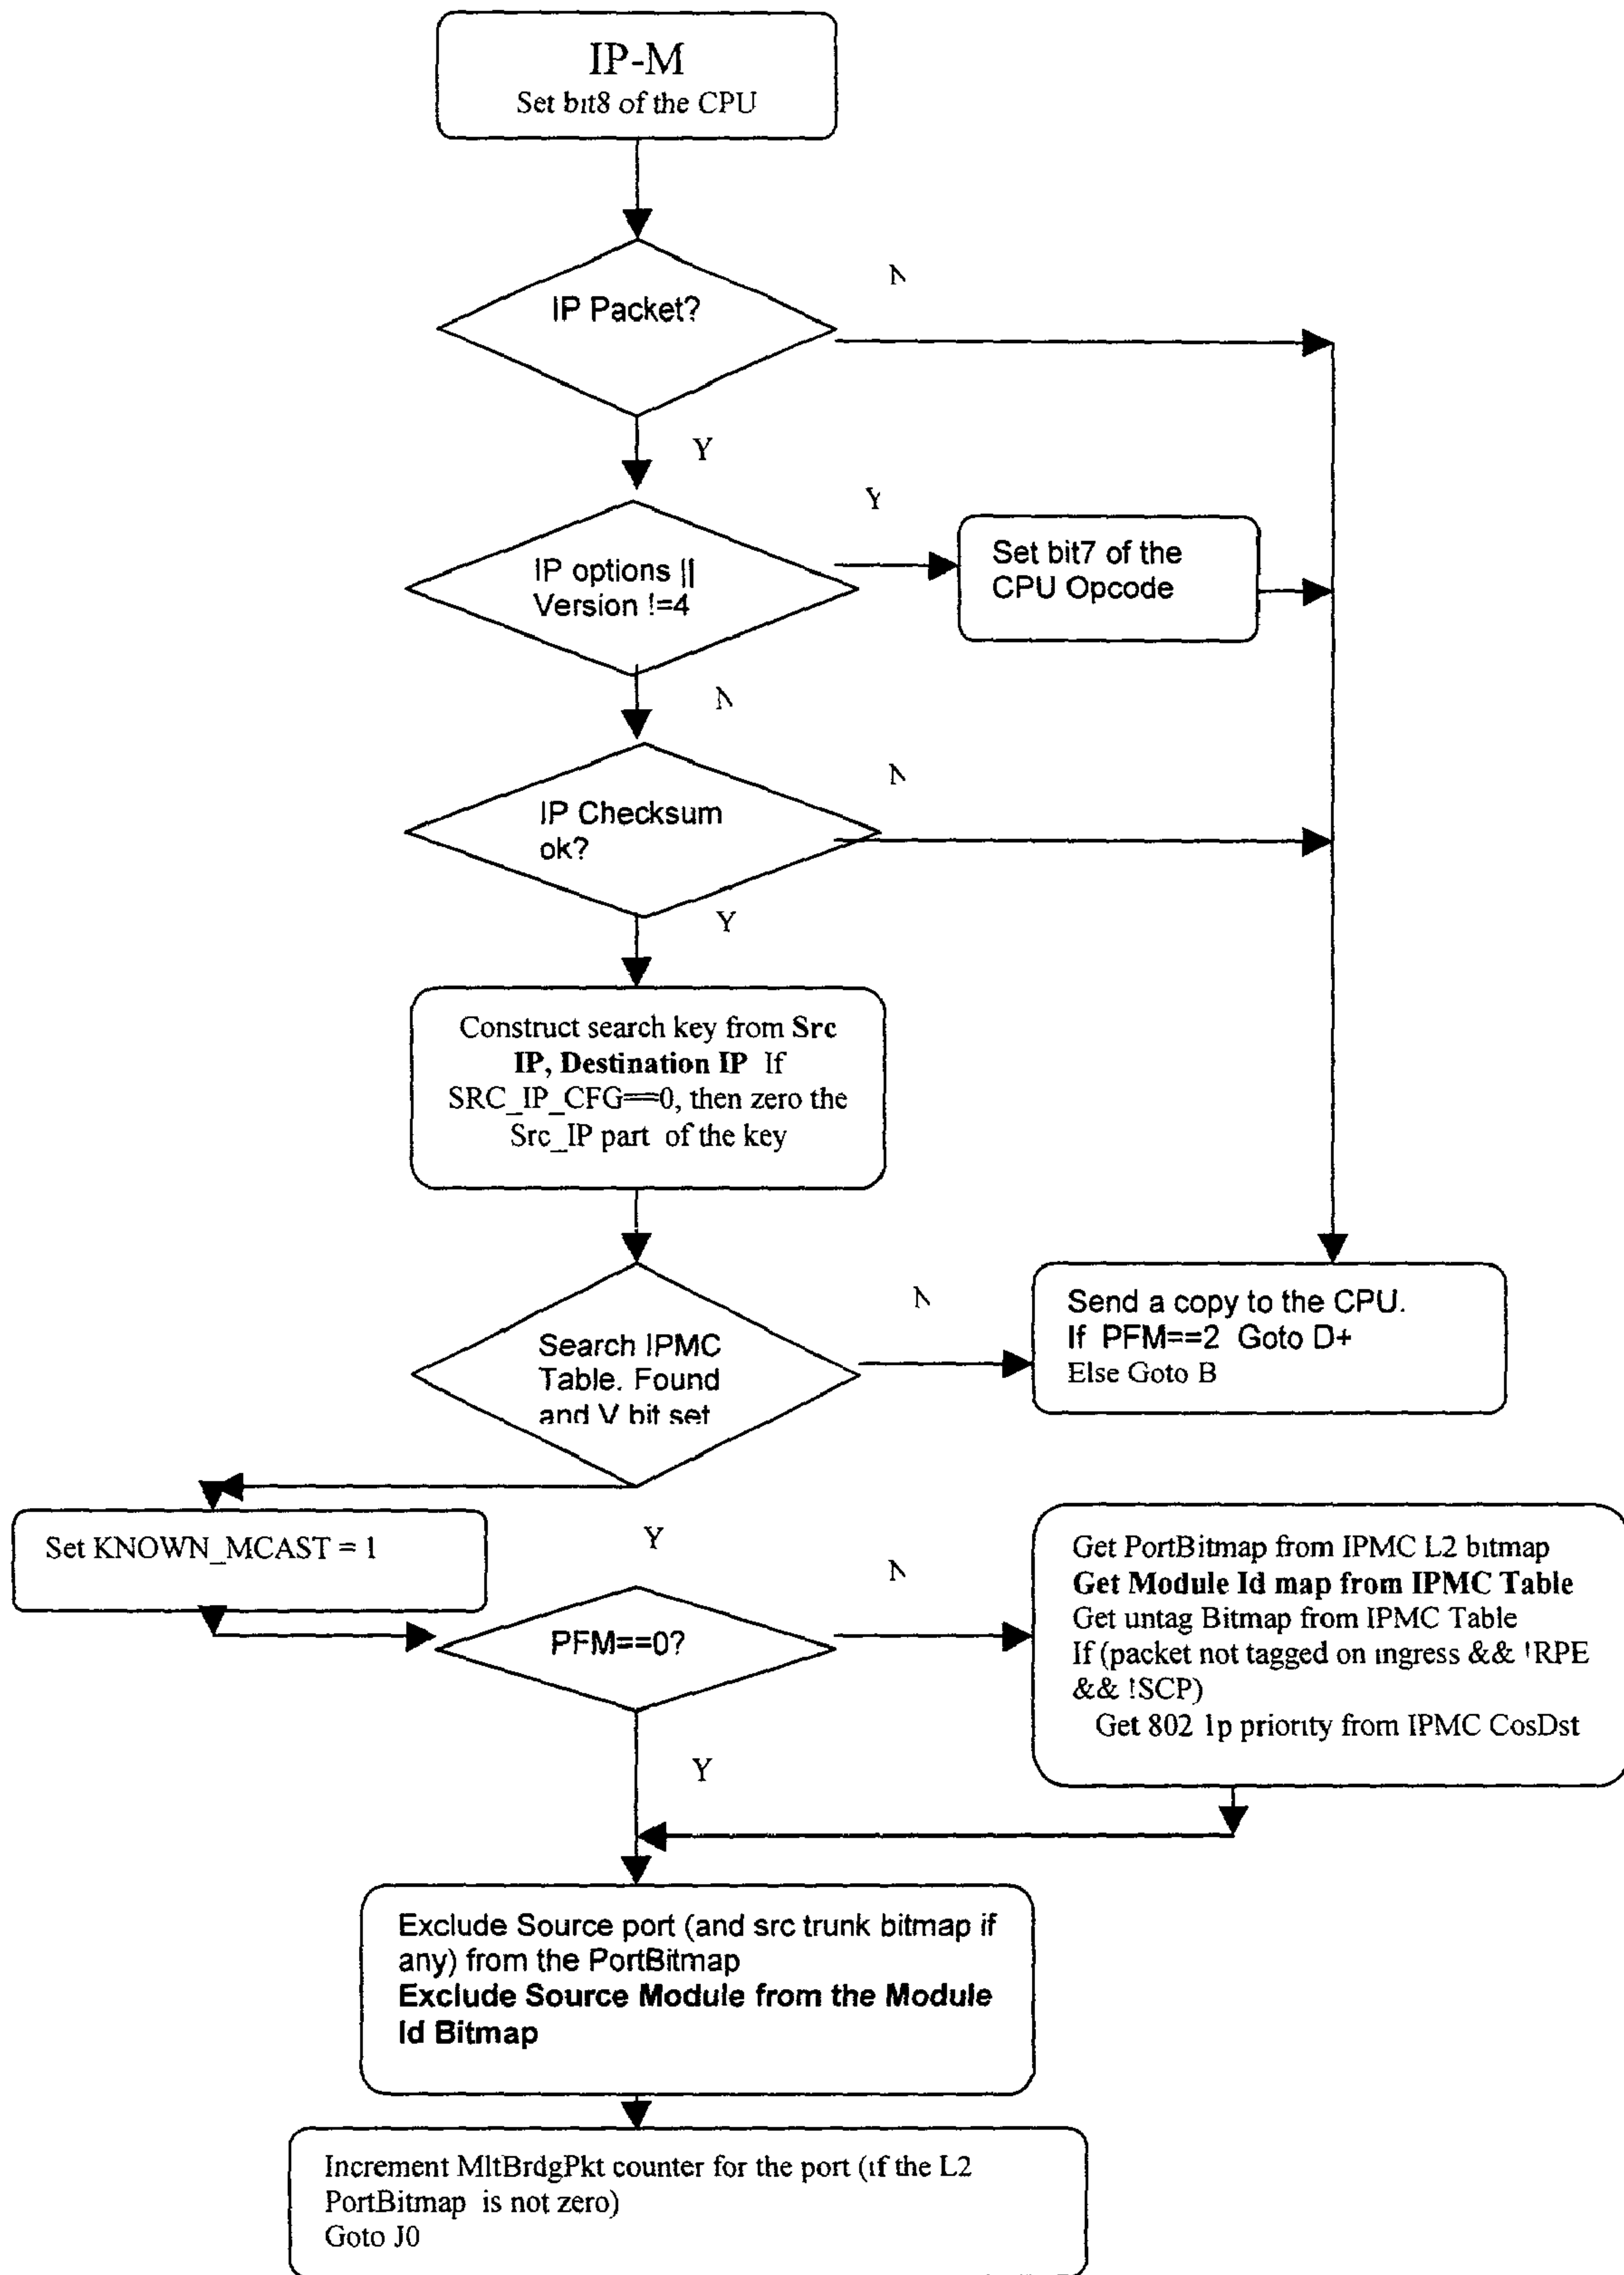 IP-M
Set bit8 of the CPU
IP Packet?
N
Y
IP options ||
Version !=4
Y
Set bit7 of the
CPU Opcode
N
IP Checksum
ok?
N
Y
Construct search key from Src
IP, Destination IP If
SRC_IP_CFG==0, then zero the
Src_IP part of the key
Search IPMC
Table. Found
and V bit set
N
Send a copy to the CPU.
If PFM==2 Goto D+
Else Goto B
Set KNOWN_MCAST = 1
Y
PFM==0?
N
Get PortBitmap from IPMC L2 bitmap
Get Module Id map from IPMC Table
Get untag Bitmap from IPMC Table
If (packet not tagged on ingress && !RPE
&& !SCP)
Get 802 1p priority from IPMC CosDst
Y
Exclude Source port (and src trunk bitmap if
any) from the PortBitmap
Exclude Source Module from the Module
Id Bitmap
Increment MltBrdgPkt counter for the port (if the L2
PortBitmap is not zero)
Goto J0